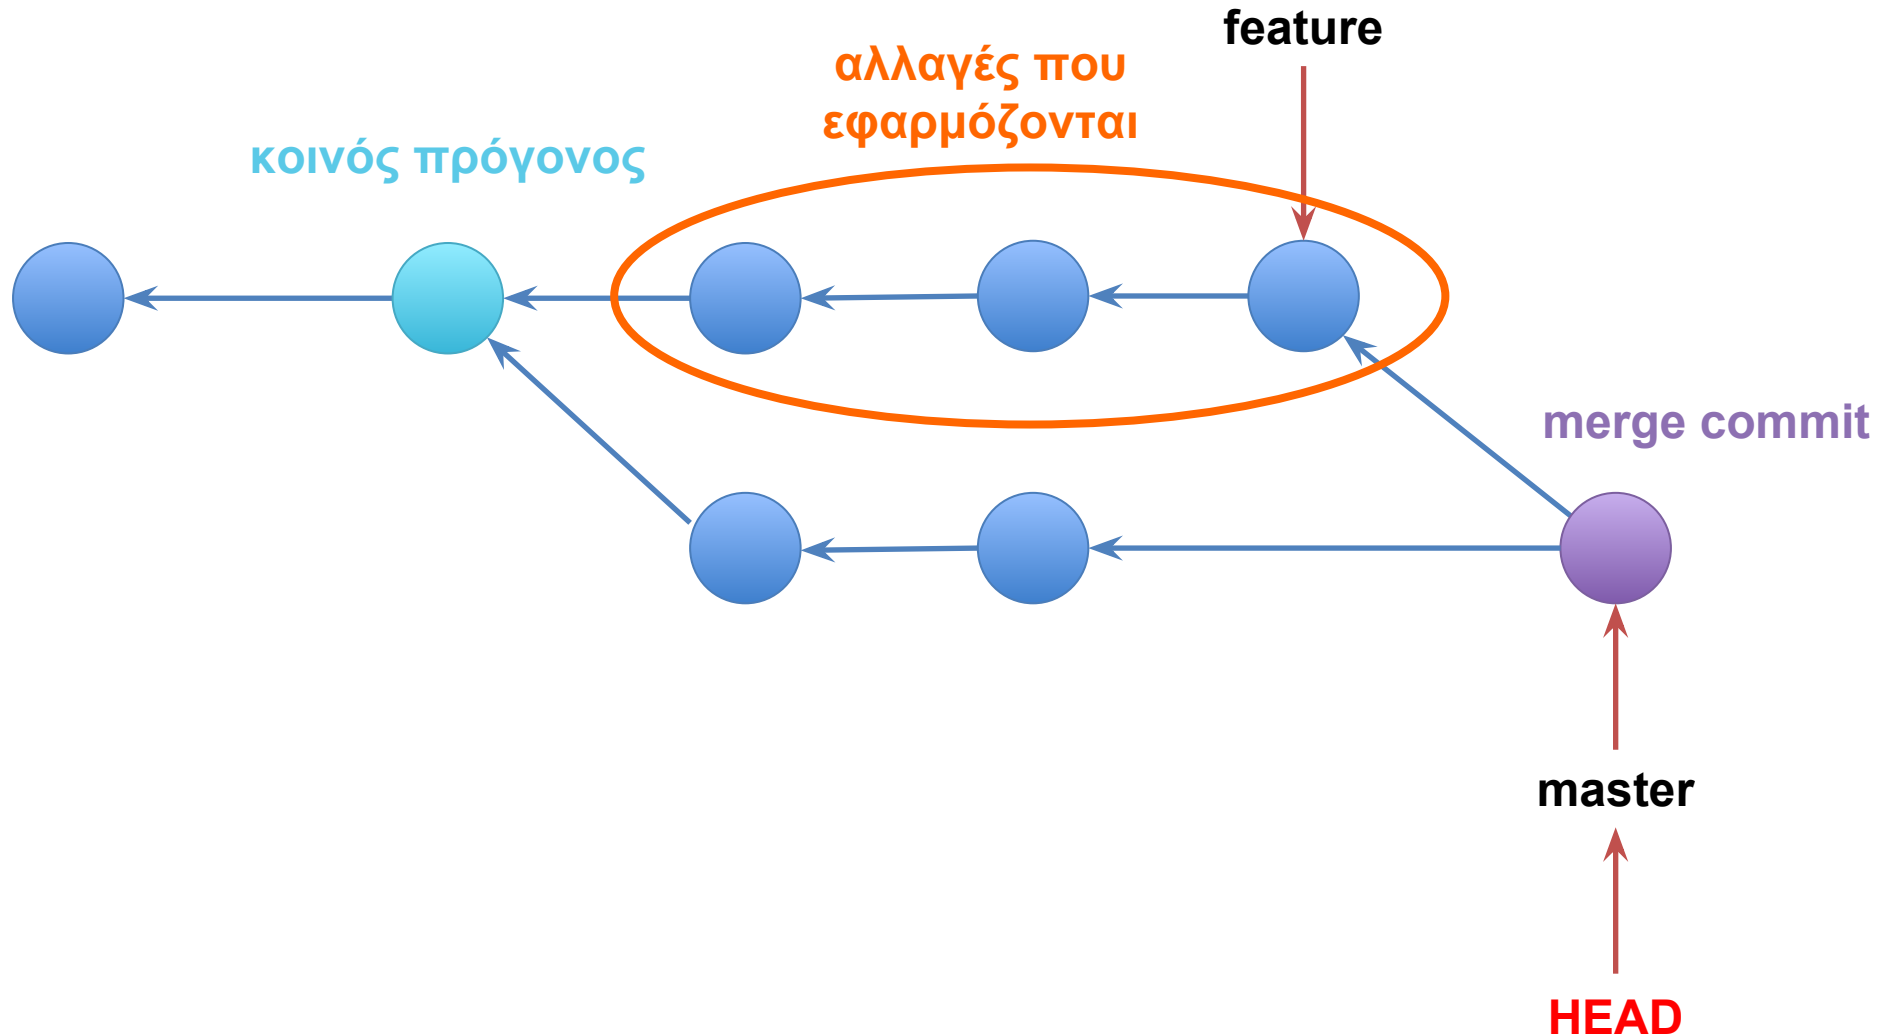 feature
αλλαγές που
εφαρμόζονται
κοινός πρόγονος
merge commit
master
HEAD